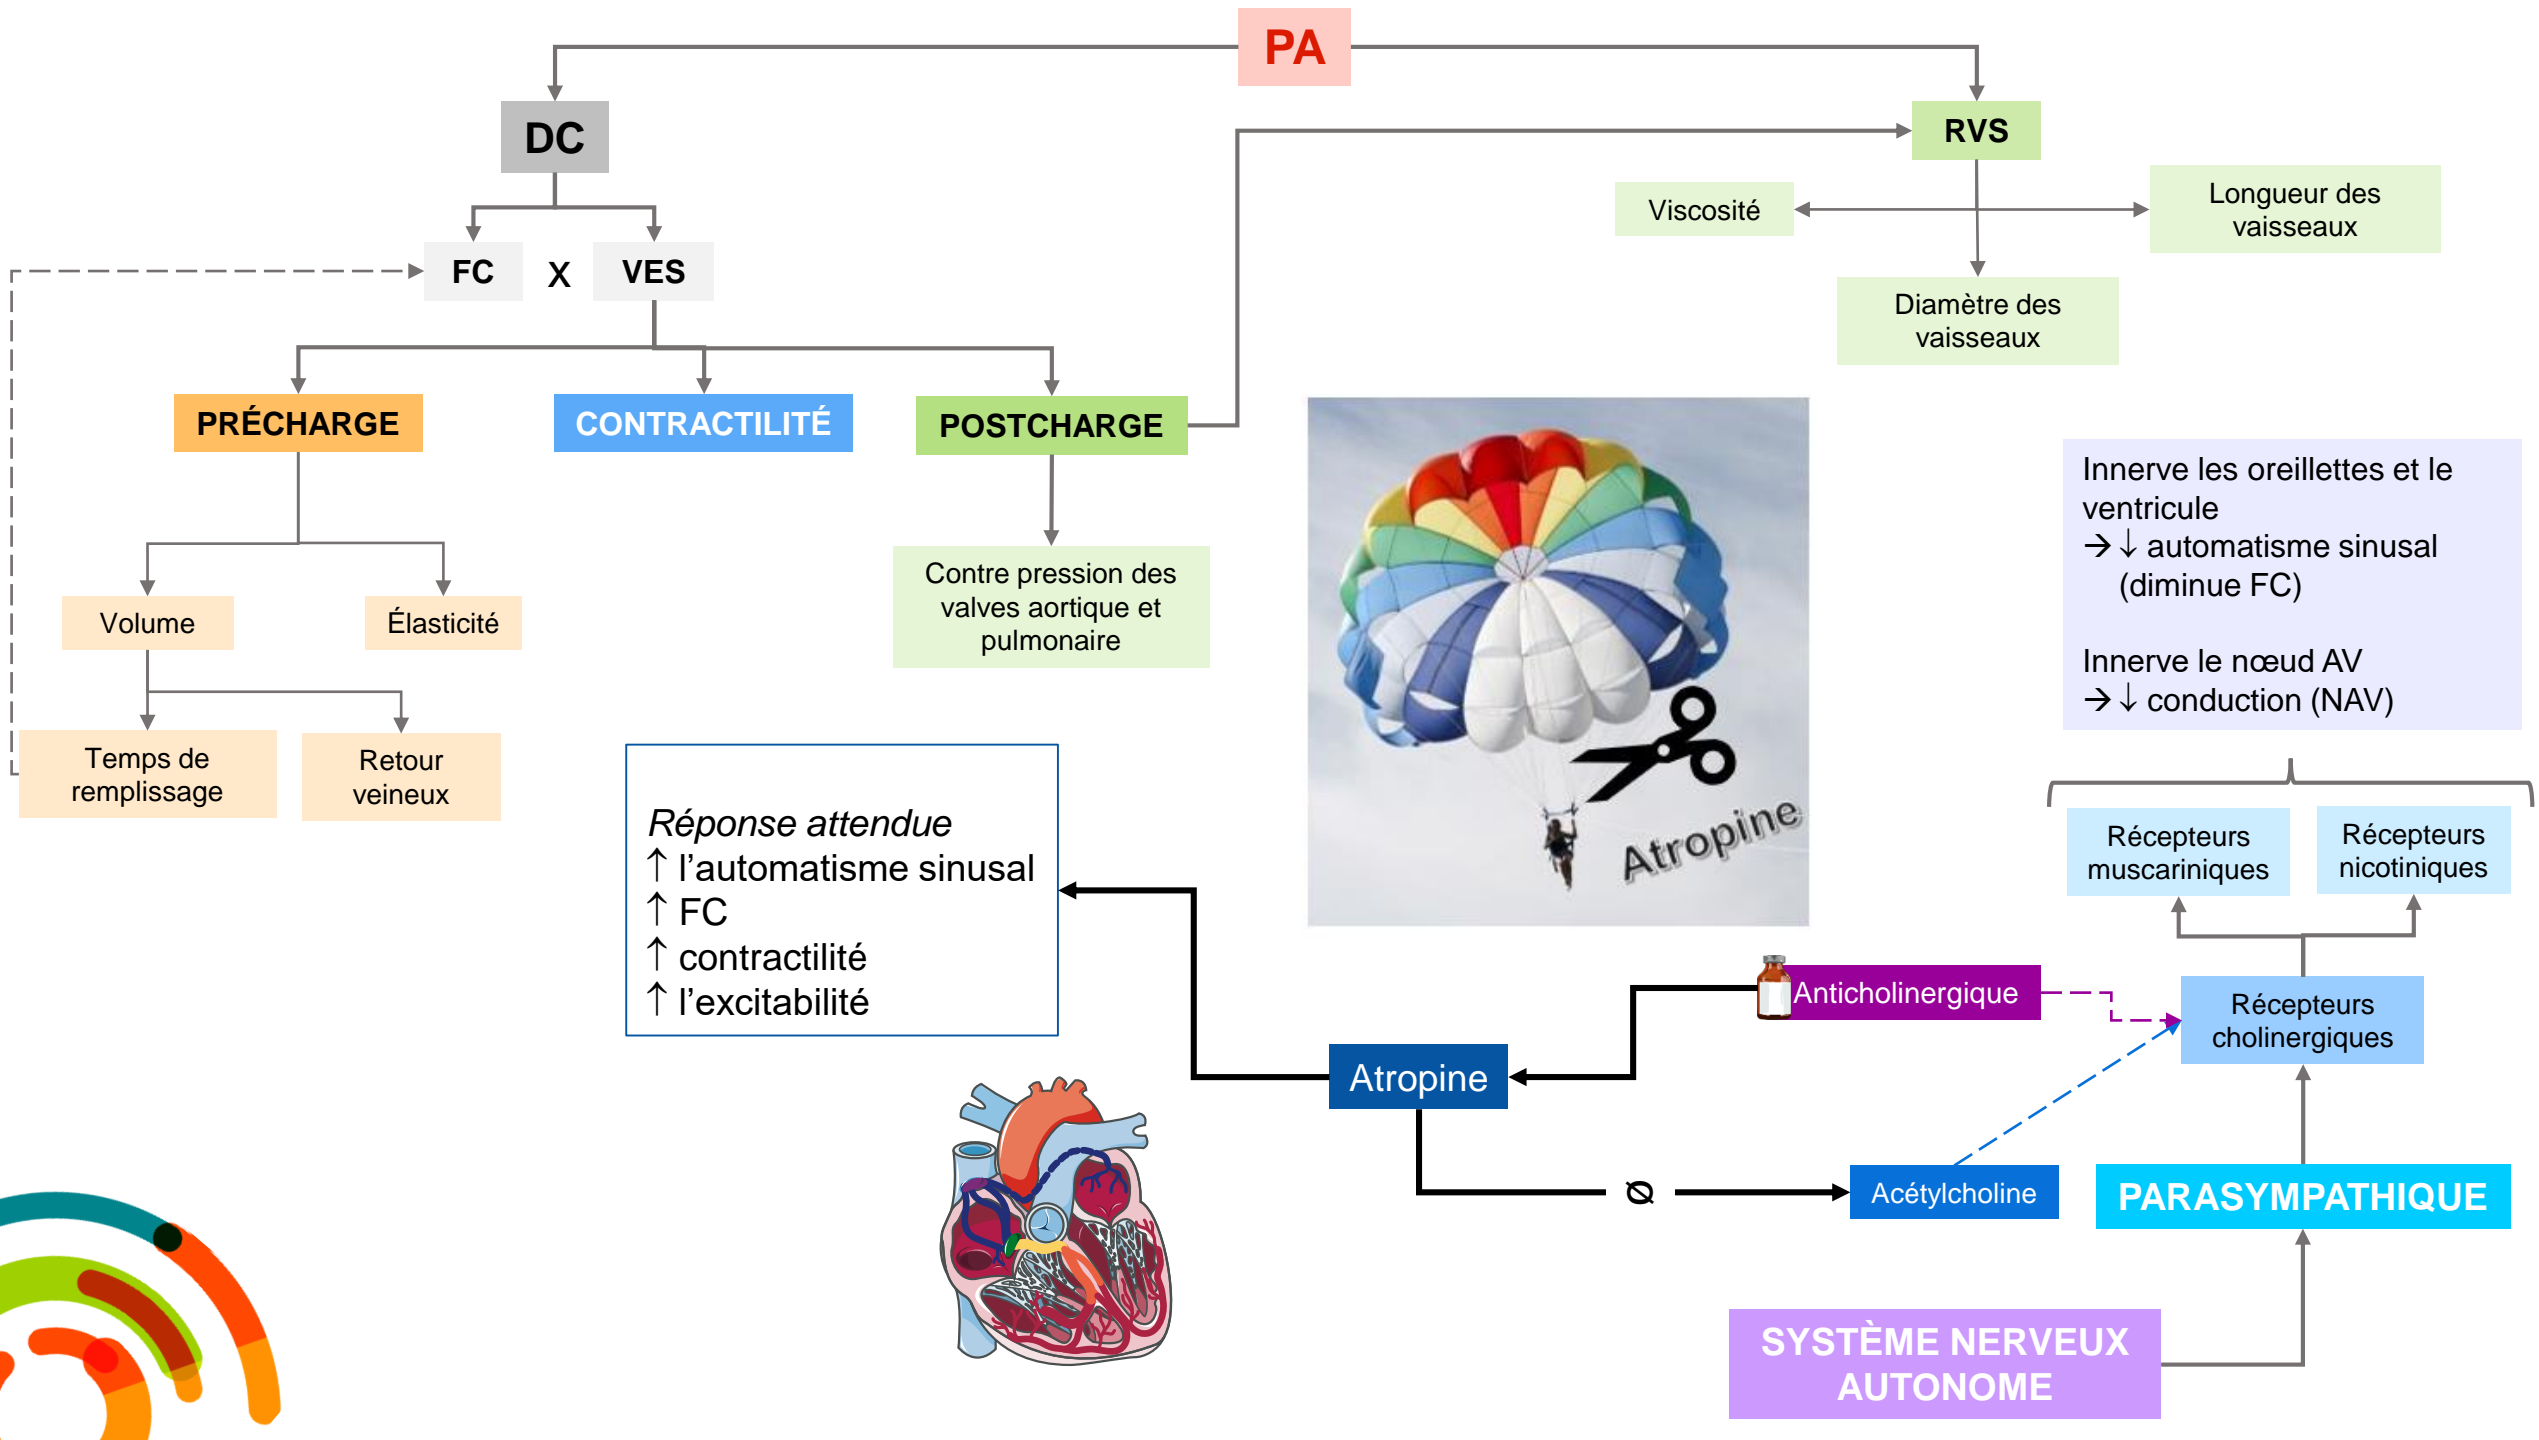 PA
DC
RVS
Viscosité
Longueur des
vaisseaux
FC
X
VES
Diamètre des
vaisseaux
PRÉCHARGE
CONTRACTILITÉ
POSTCHARGE
Innerve les oreillettes et le
ventricule
→↓ automatisme sinusal
(diminue FC)
Innerve le nœud AV
→↓ conduction (NAV)
Contre pression des
valves aortique et
pulmonaire
Volume
Élasticité
Temps de
remplissage
Retour
veineux
Réponse attendue
↑ l’automatisme sinusal
↑ FC
↑ contractilité
↑ l’excitabilité
Atropine
Récepteurs
muscariniques
Récepteurs
nicotiniques
Anticholinergique
Récepteurs
cholinergiques
Atropine
Ø
Acétylcholine
PARASYMPATHIQUE
SYSTÈME NERVEUX
AUTONOME